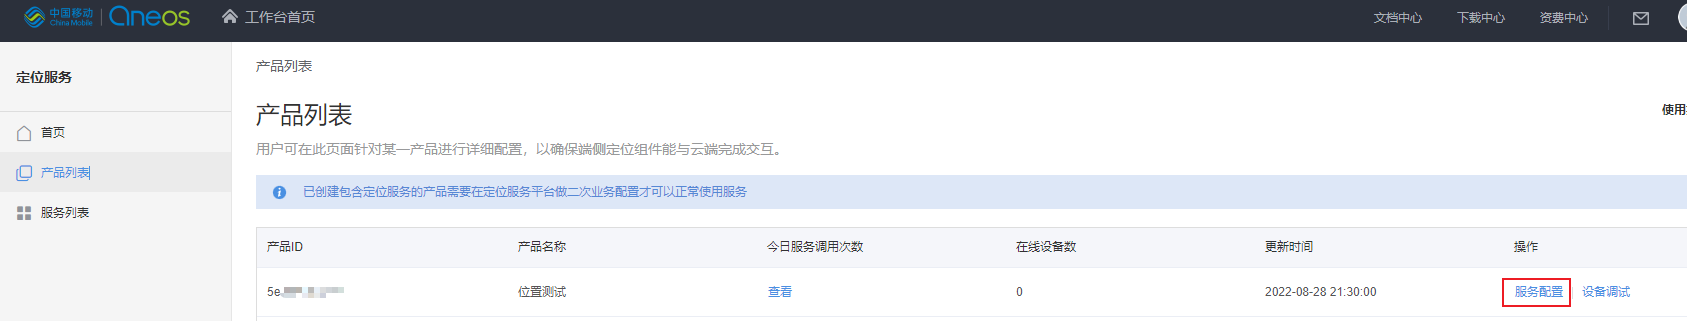 中国移动 China Mobile OneOS 工作台首页 文档中心 下载中心 资费中心
定位服务
首页
产品列表
服务列表
产品列表
产品列表
使用
用户可在此页面针对某一产品进行详细配置，以确保端侧定位组件能与云端完成交互。
已创建包含定位服务的产品需要在定位服务平台做二次业务配置才可以正常使用服务
产品ID 产品名称 今日服务调用次数 在线设备数 更新时间 操作
5e 位置测试 查看 0 2022-08-28 21:30:00 服务配置 设备调试